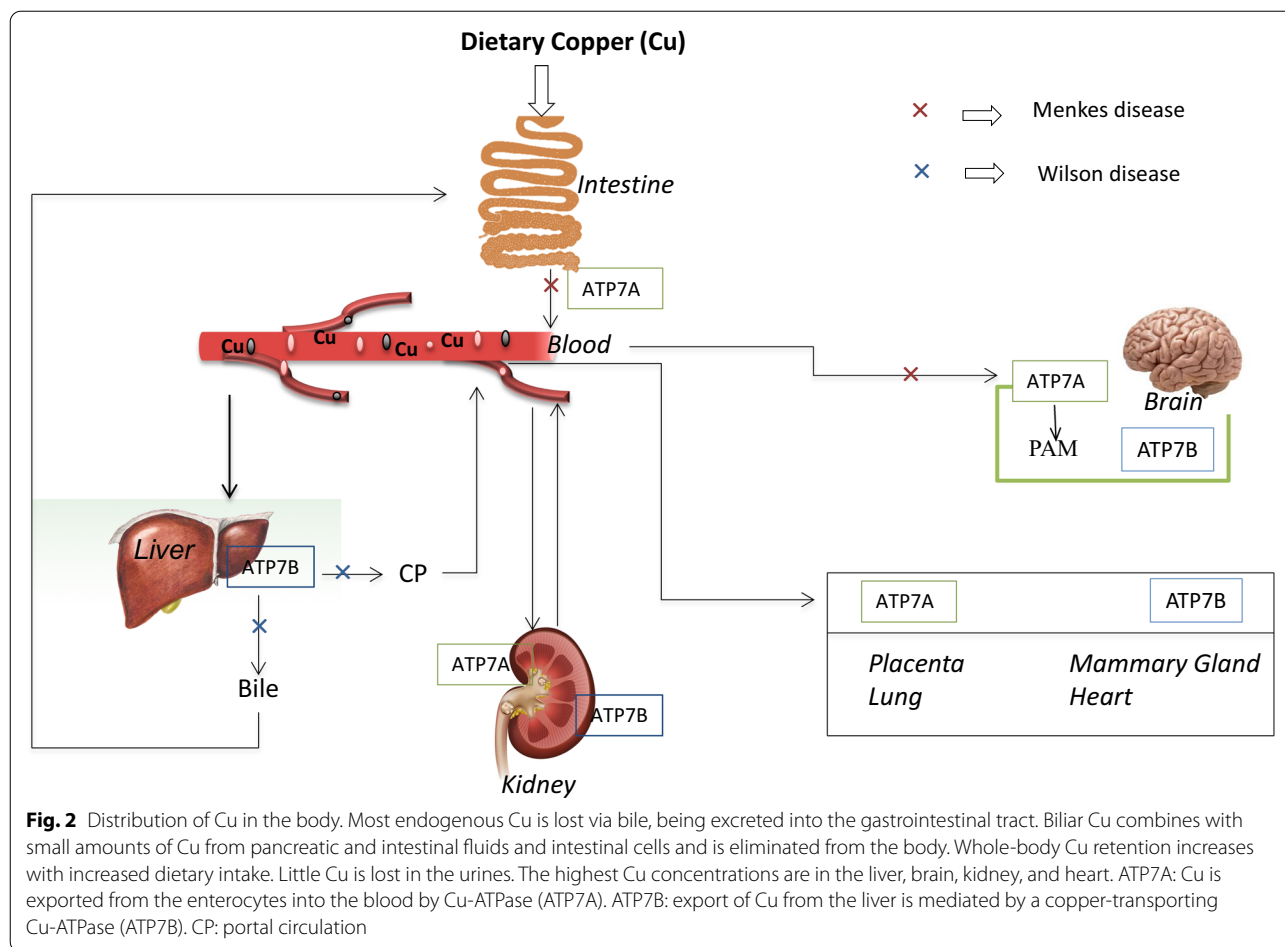 Dietary Copper (Cu)
Menkes disease
Wilson disease
Intestine
ATP7A
Cu
Cu
Cu
Cu
Blood
ATP7A
Brain
PAM
ATP7B
Liver
ATP7B
CP
Bile
ATP7A
ATP7B
Kidney
ATP7A
ATP7B
Placenta
Mammary Gland
Lung
Heart
Fig. 2 Distribution of Cu in the body. Most endogenous Cu is lost via bile, being excreted into the gastrointestinal tract. Biliar Cu combines with
small amounts of Cu from pancreatic and intestinal fluids and intestinal cells and is eliminated from the body. Whole-body Cu retention increases
with increased dietary intake. Little Cu is lost in the urines. The highest Cu concentrations are in the liver, brain, kidney, and heart. ATP7A: Cu is
exported from the enterocytes into the blood by Cu-ATPase (ATP7A). ATP7B: export of Cu from the liver is mediated by a copper-transporting
Cu-ATPase (ATP7B). CP: portal circulation